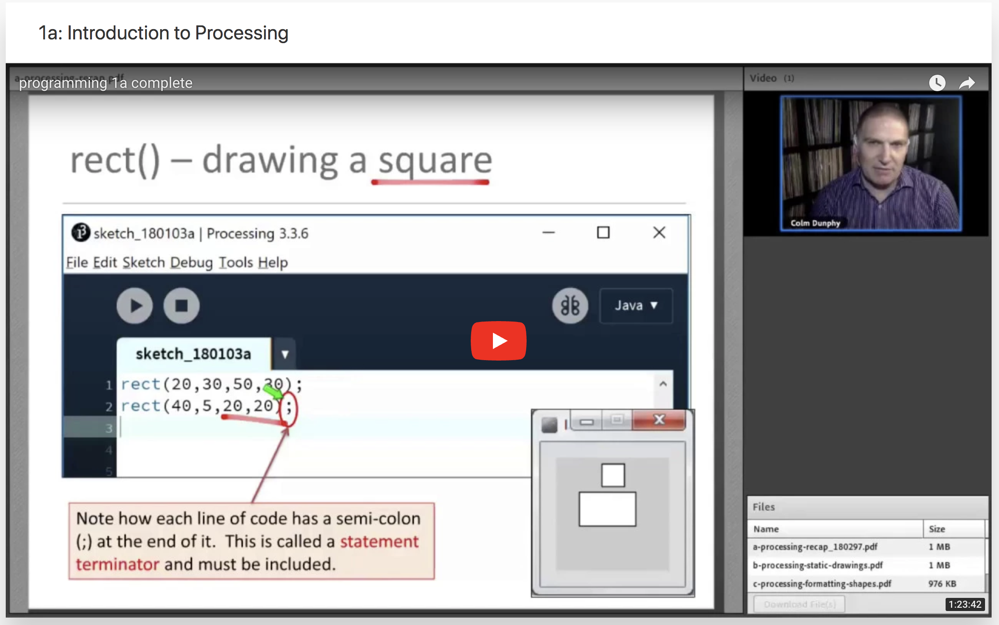 1a: Introduction to Processing
a-processing-recap.pdf
programming 1a complete
Video (1)
rect() – drawing a square
Colm Dunphy
sketch_180103a | Processing 3.3.6
File Edit Sketch Debug Tools Help
Java ▼
sketch_180103a ▼
1 rect(20,30,50,30);
2 rect(40,5,20,20);
3
4
5
Note how each line of code has a semi-colon
(;) at the end of it. This is called a statement
terminator and must be included.
Files
Name Size
a-processing-recap_180297.pdf 1 MB
b-processing-static-drawings.pdf 1 MB
c-processing-formatting-shapes.pdf 976 KB
Download File(s)
1:23:42